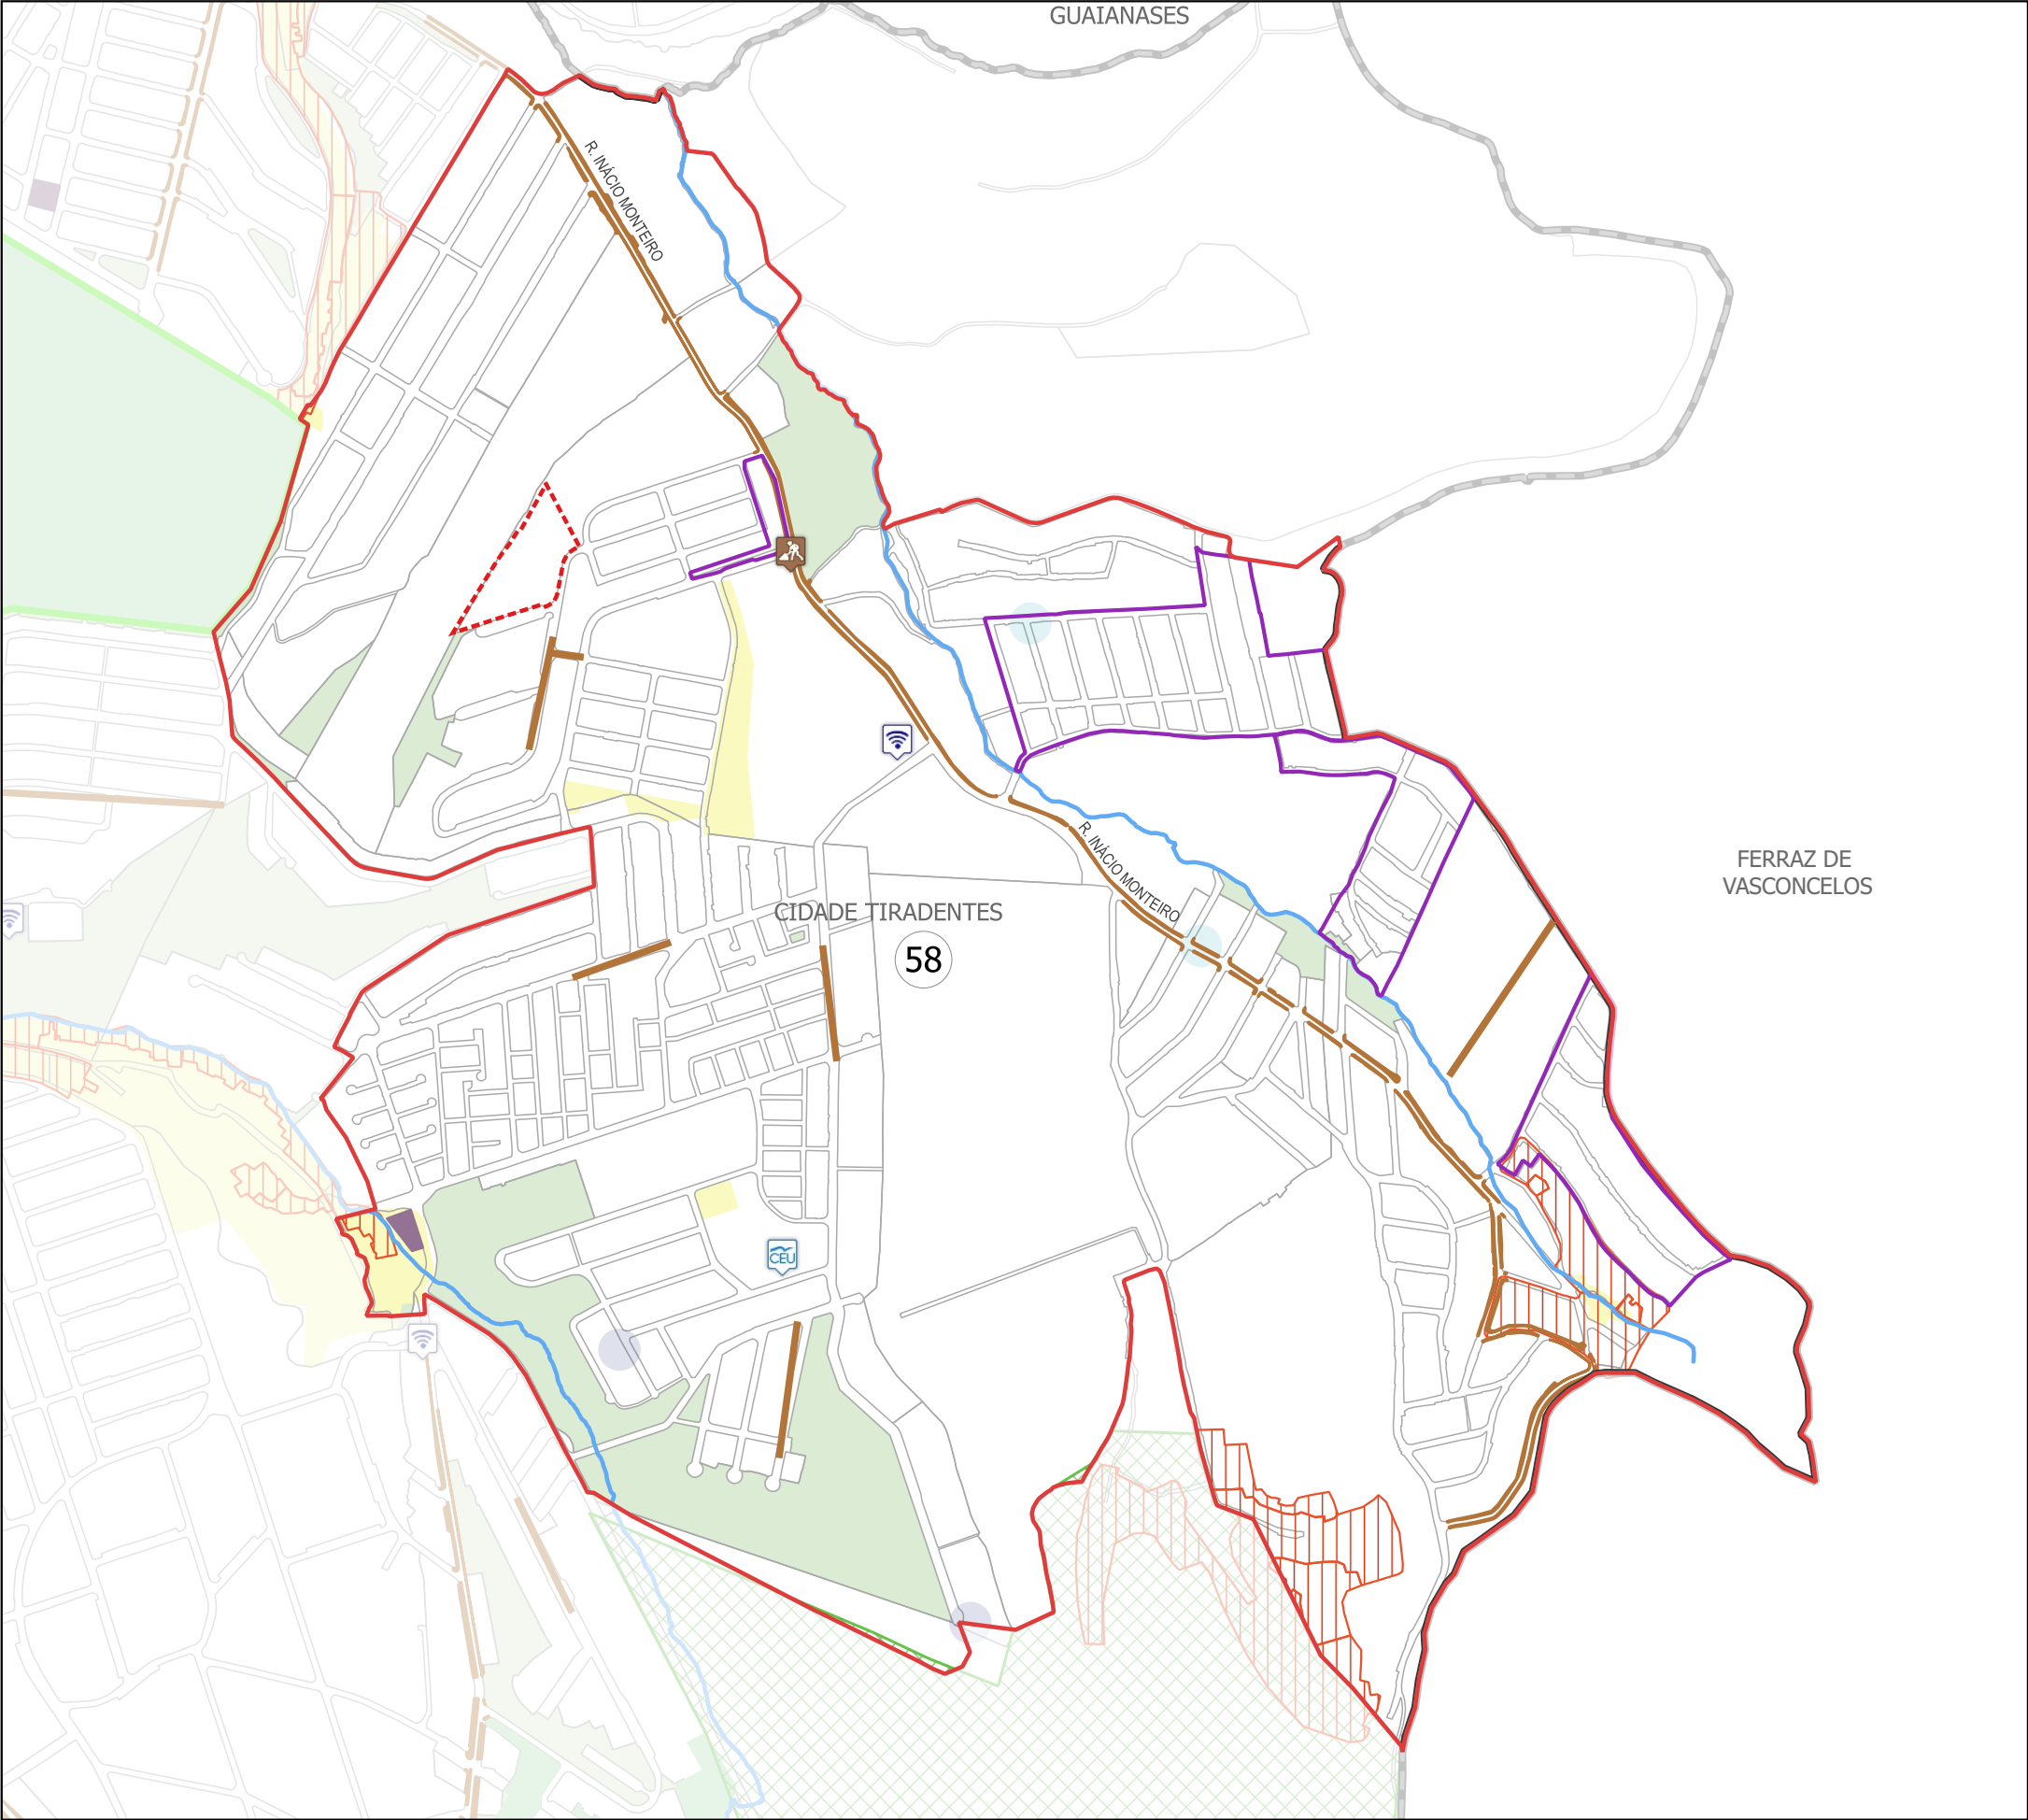 GUAIANASES
R. INÁCIO MONTEIRO
R. INÁCIO MONTEIRO
FERRAZ DE
VASCONCELOS
CIDADE TIRADENTES
58
CEU